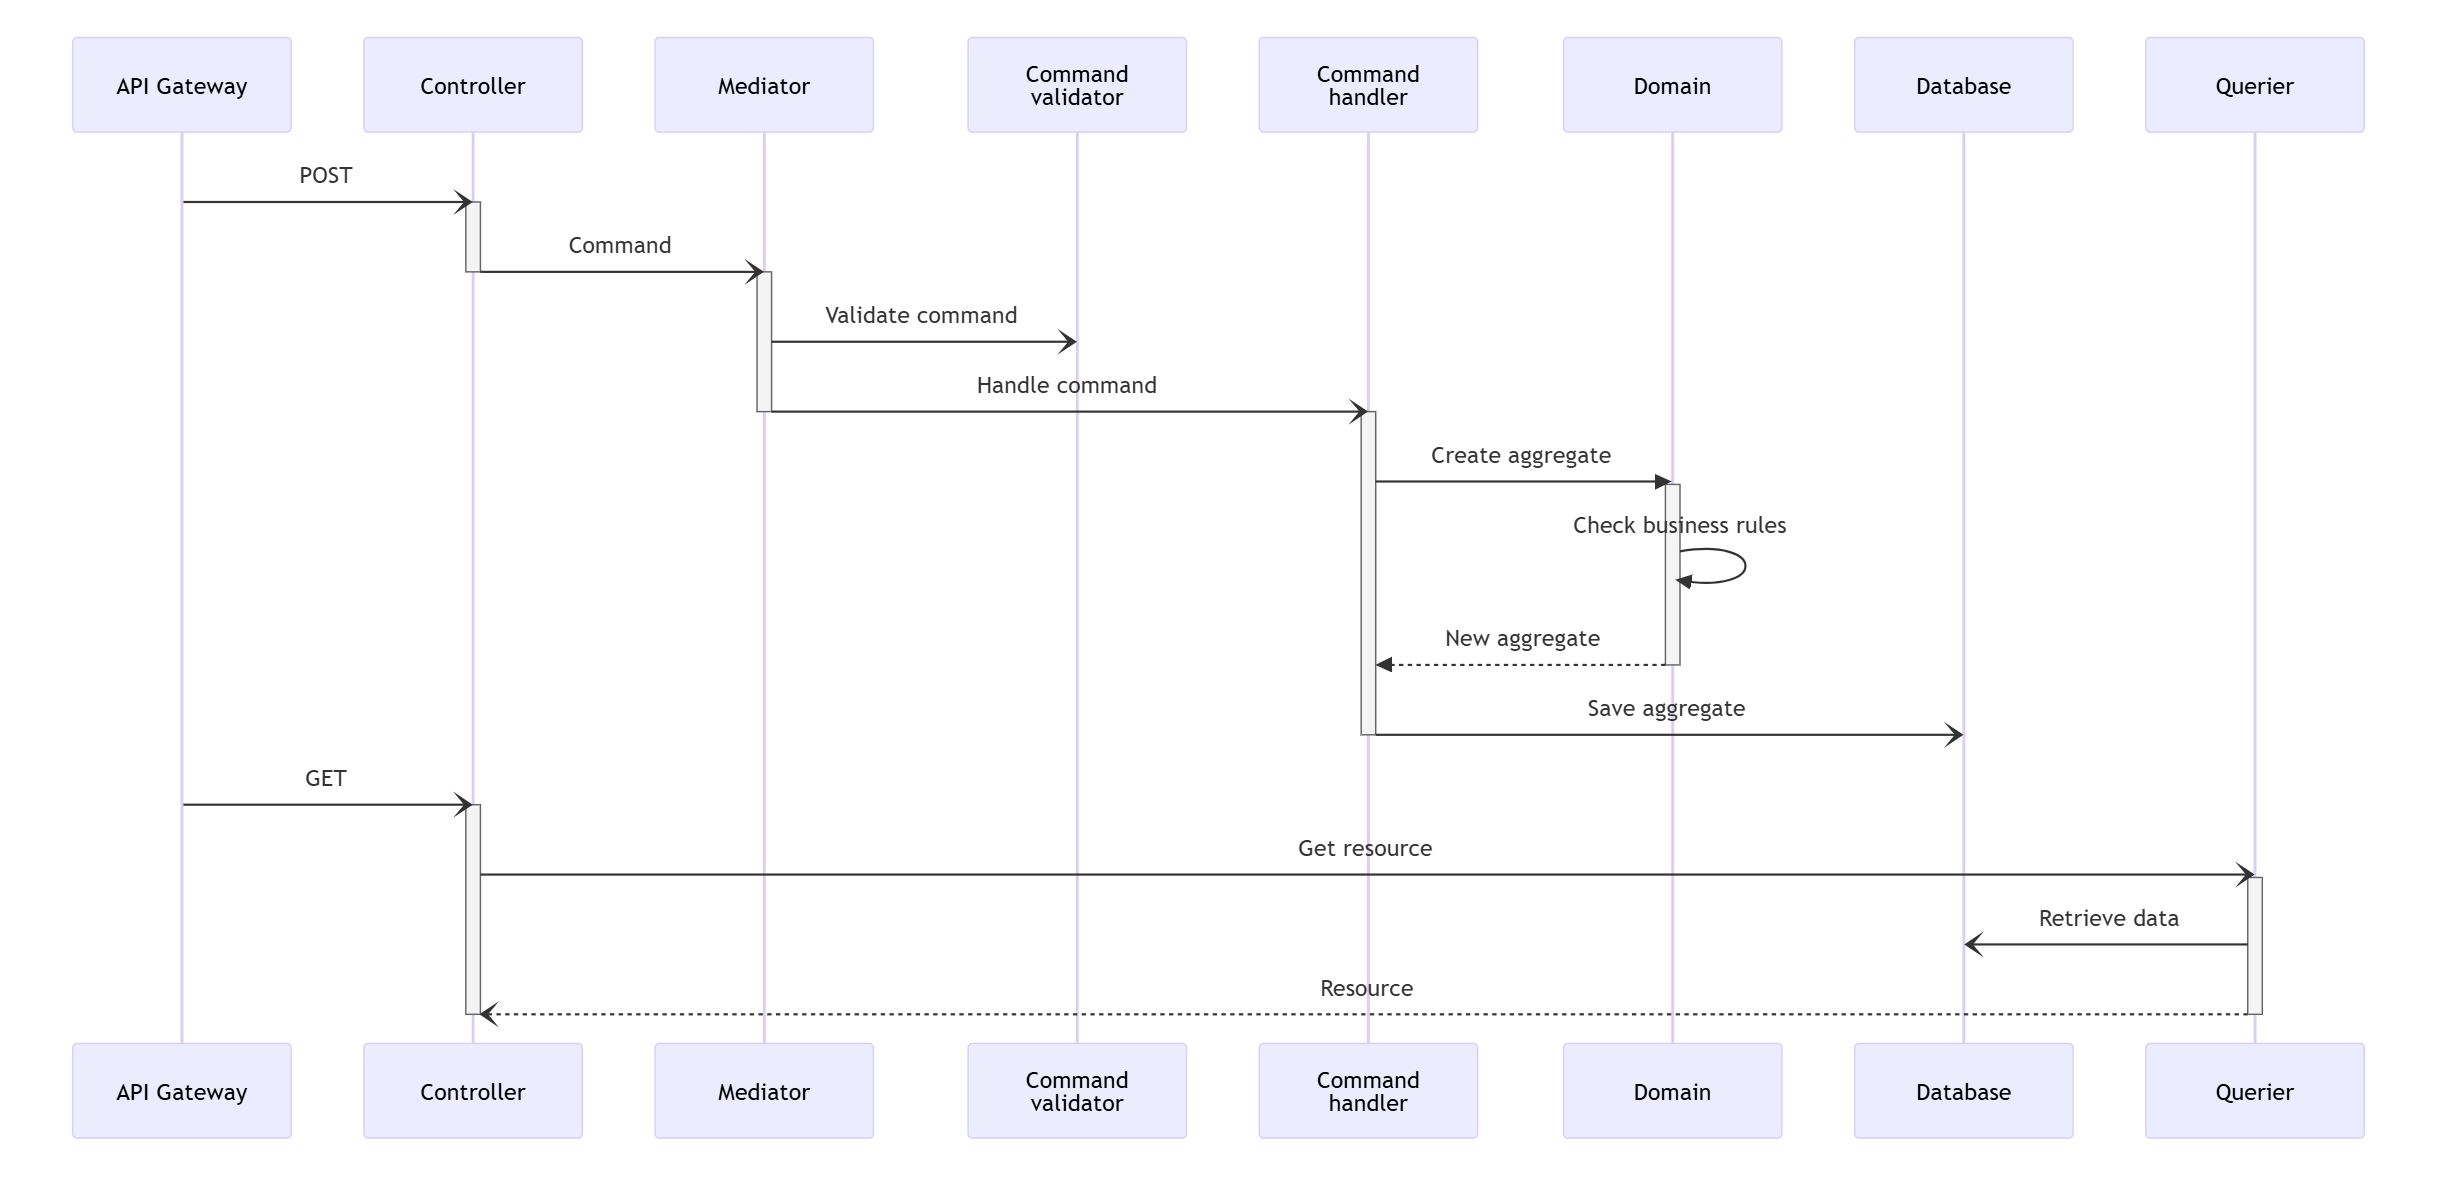 API Gateway
Controller
Mediator
Command
validator
Command
handler
Domain
Database
Querier
POST
Command
Validate command
Handle command
Create aggregate
Check business rules
New aggregate
Save aggregate
GET
Get resource
Retrieve data
Resource
API Gateway
Controller
Mediator
Command
validator
Command
handler
Domain
Database
Querier